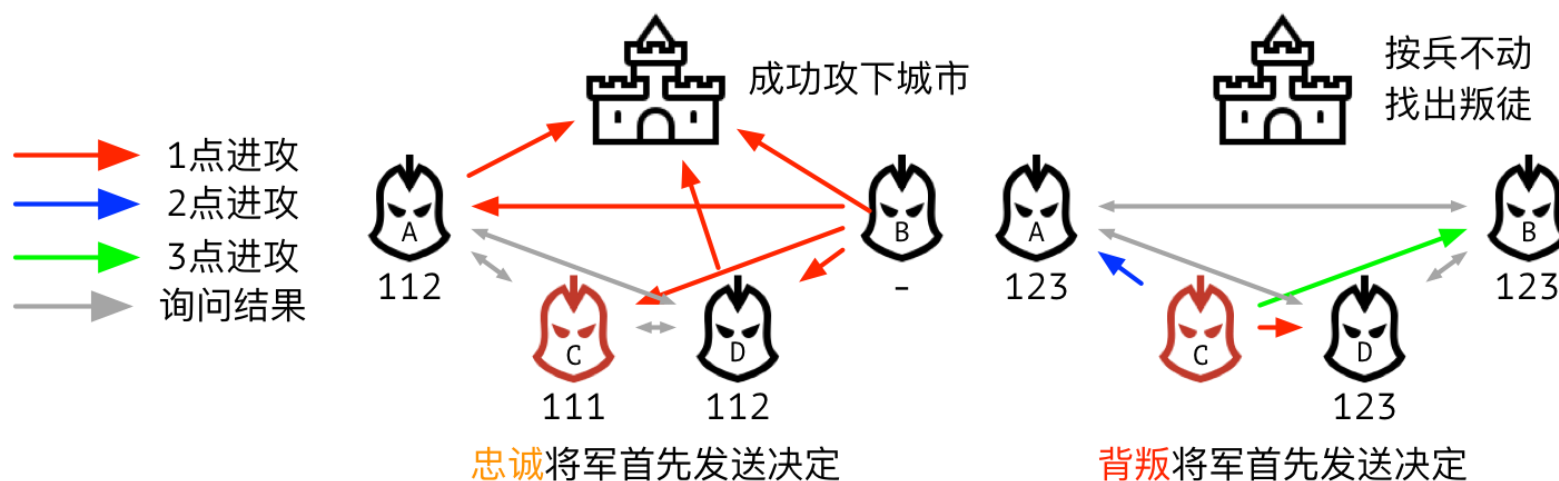 1点进攻
2点进攻
3点进攻
询问结果
成功攻下城市
A
112
B
-
C
111
D
112
忠诚将军首先发送决定
按兵不动
找出叛徒
A
123
B
123
C
D
123
背叛将军首先发送决定